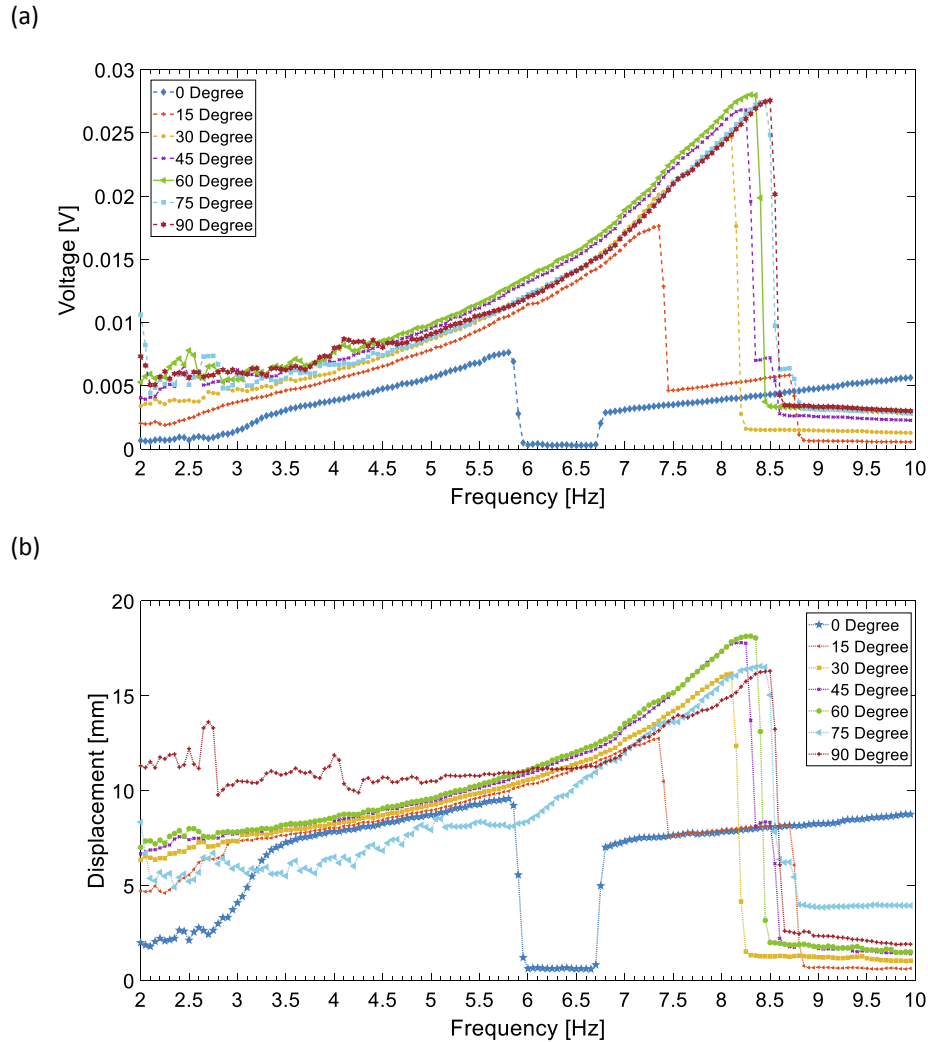 (a)
0.03
0.025
0.02
0.015
0.01
0.005
0
Voltage [V]
0 Degree
15 Degree
30 Degree
45 Degree
60 Degree
75 Degree
90 Degree
2 2.5 3 3.5 4 4.5 5 5.5 6 6.5 7 7.5 8 8.5 9 9.5 10
Frequency [Hz]
(b)
20
15
10
5
0
Displacement [mm]
0 Degree
15 Degree
30 Degree
45 Degree
60 Degree
75 Degree
90 Degree
2 2.5 3 3.5 4 4.5 5 5.5 6 6.5 7 7.5 8 8.5 9 9.5 10
Frequency [Hz]